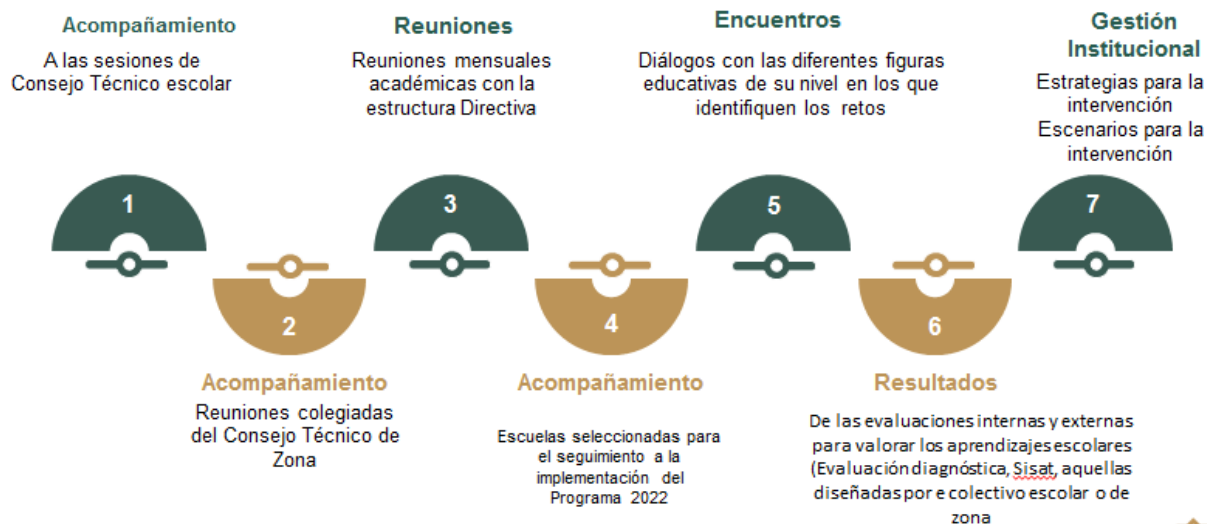 Acompañamiento
A las sesiones de
Consejo Técnico escolar
1
2
Acompañamiento
Reuniones colegiadas
del Consejo Técnico de
Zona
Reuniones
Reuniones mensuales
académicas con la
estructura Directiva
3
4
Acompañamiento
Escuelas seleccionadas para
el seguimiento a la
implementación del
Programa 2022
Encuentros
Diálogos con las diferentes figuras
educativas de su nivel en los que
identifiquen los retos
5
6
Resultados
De las evaluaciones internas y externas
para valorar los aprendizajes escolares
(Evaluación diagnóstica, Sisat, aquellas
diseñadas por e colectivo escolar o de
zona
Gestión
Institucional
Estrategias para la
intervención
Escenarios para la
intervención
7